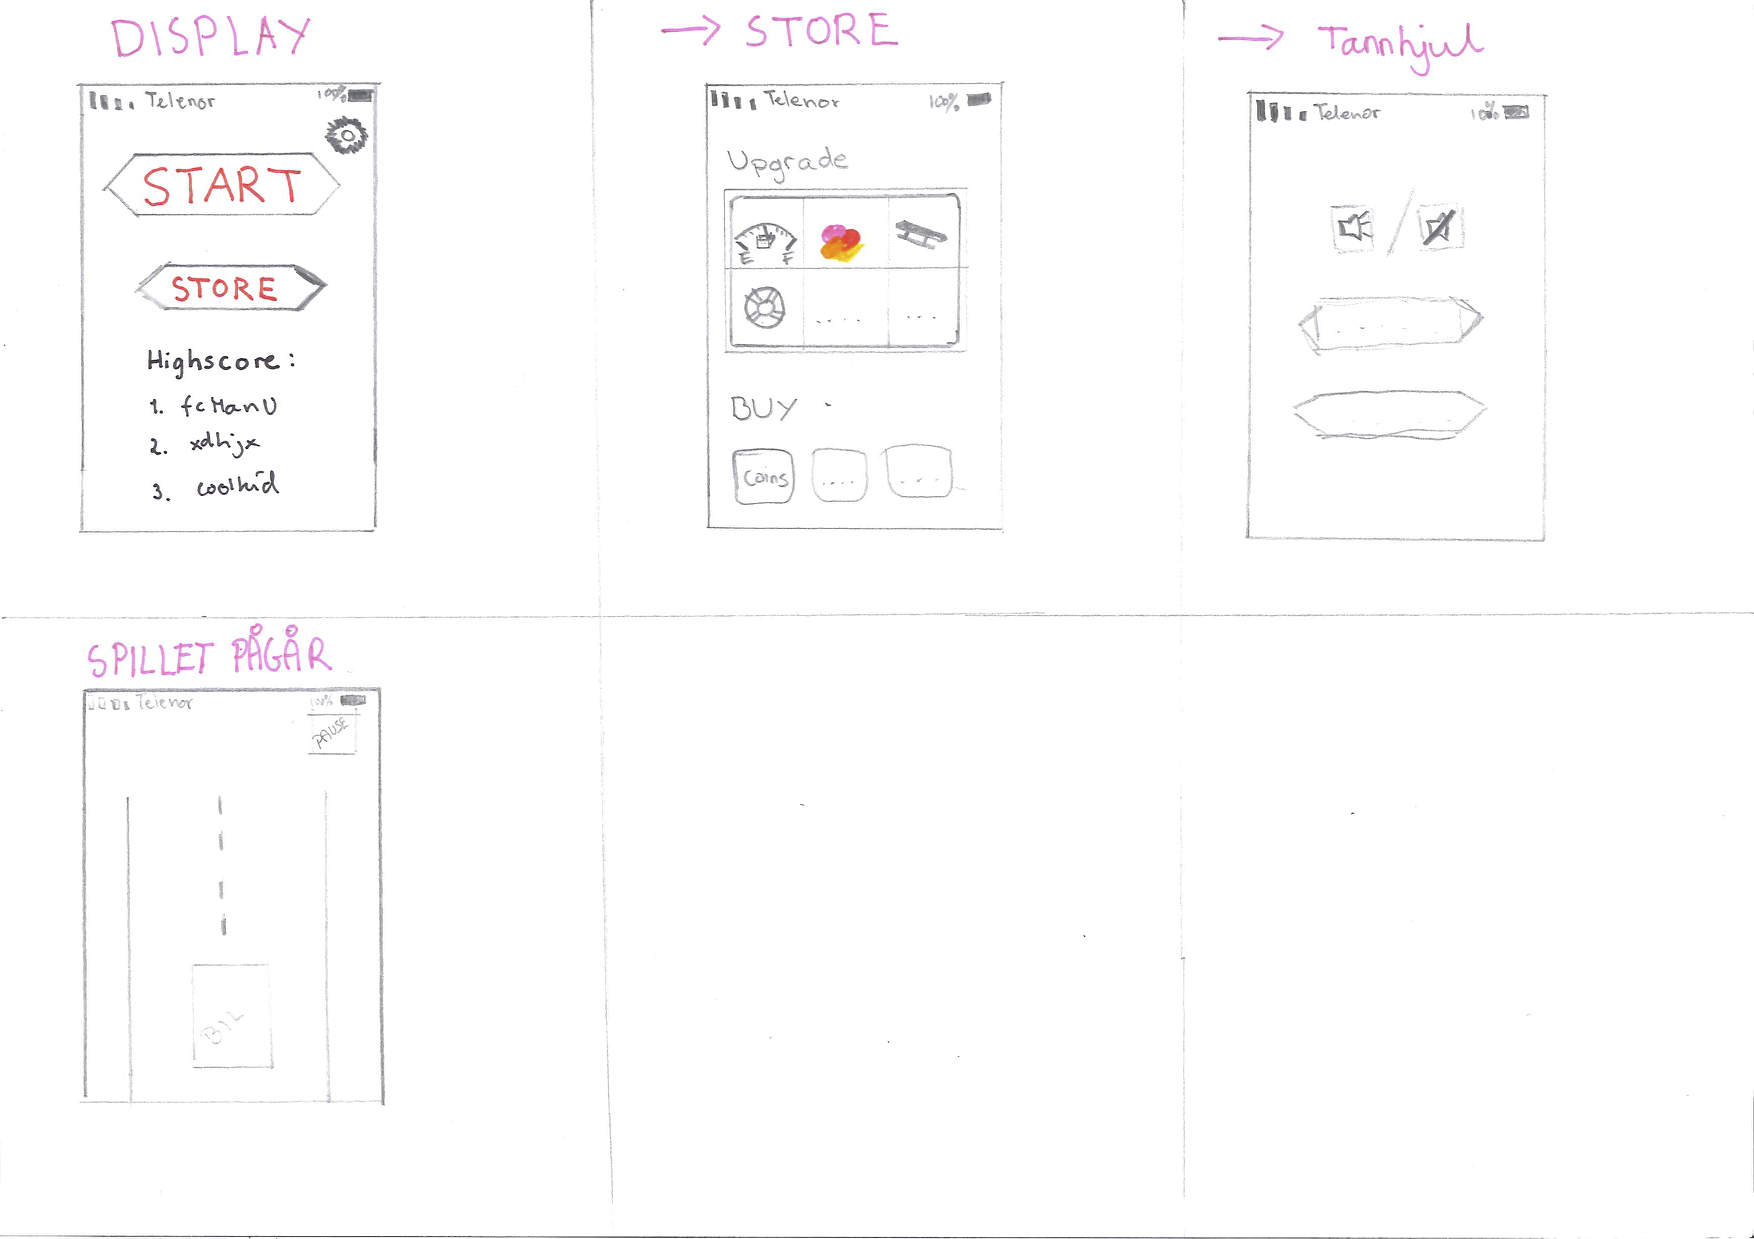 DISPLAY
Telenor 100%
START
STORE
Highscore:
1. fcManU
2. xdhjx
3. coolkid
→ STORE
Telenor 100%
Upgrade
E F
....
...
BUY
Coins
....
...
→ Tannhjul
Telenor 100%
....
SPILLET PÅGÅR
Telenor 100%
PAUSE
BIL